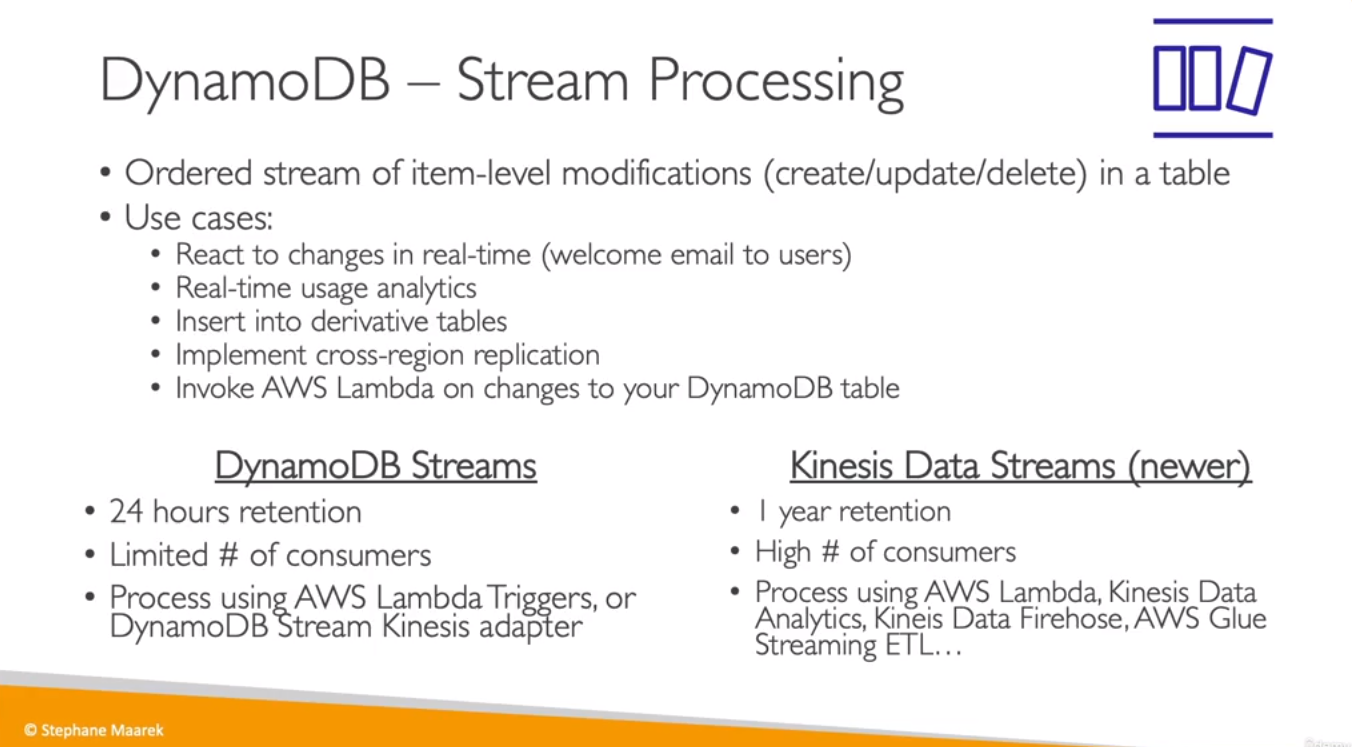 DynamoDB – Stream Processing
• Ordered stream of item-level modifications (create/update/delete) in a table
• Use cases:
• React to changes in real-time (welcome email to users)
• Real-time usage analytics
• Insert into derivative tables
• Implement cross-region replication
• Invoke AWS Lambda on changes to your DynamoDB table
DynamoDB Streams
• 24 hours retention
• Limited # of consumers
• Process using AWS Lambda Triggers, or
DynamoDB Stream Kinesis adapter
Kinesis Data Streams (newer)
• 1 year retention
• High # of consumers
• Process using AWS Lambda, Kinesis Data
Analytics, Kineis Data Firehose, AWS Glue
Streaming ETL…
© Stephane Maarek